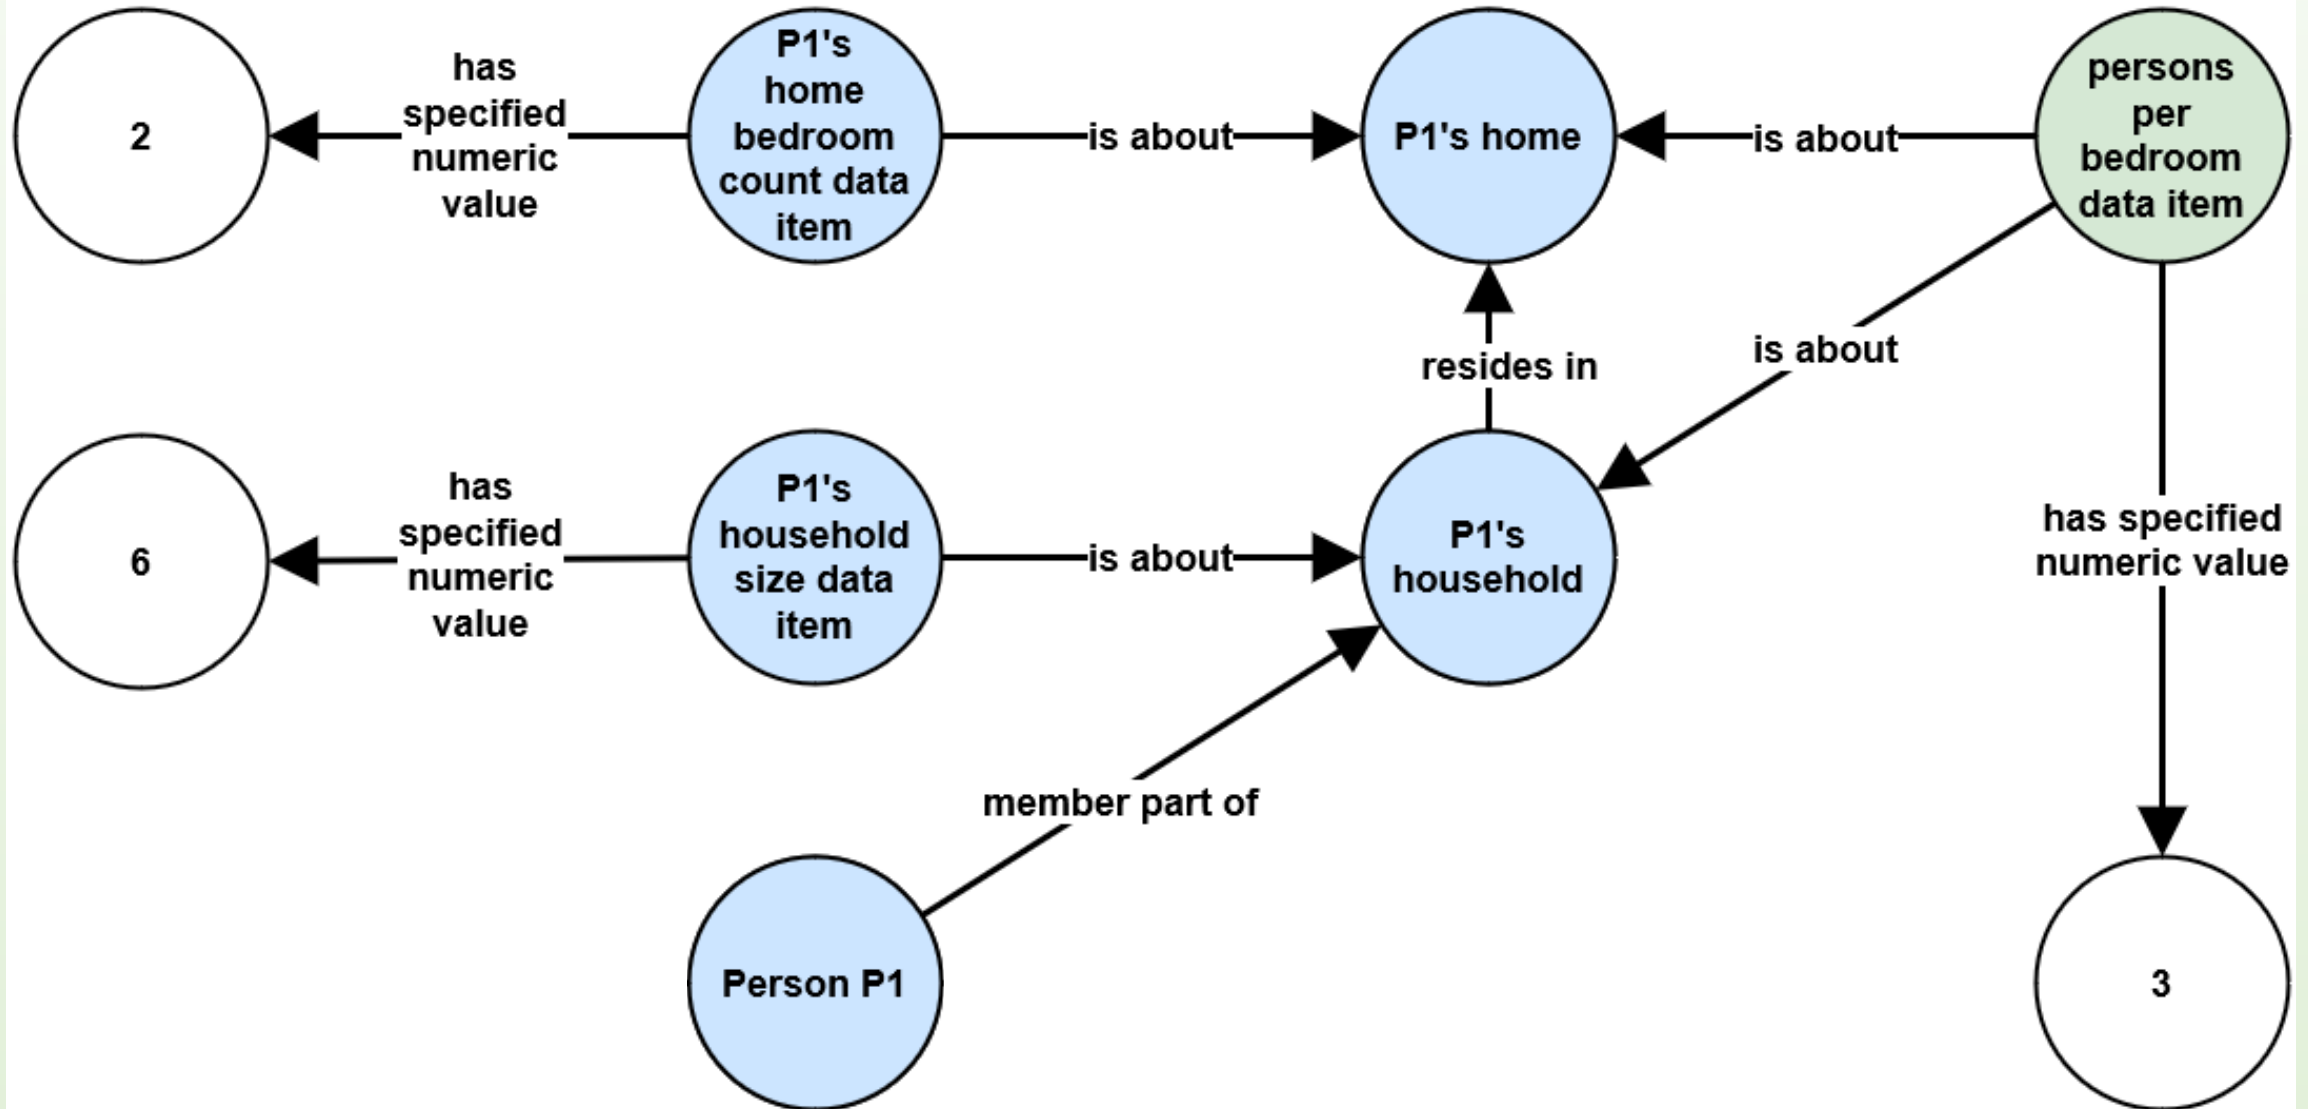 2
has
specified
numeric
value
P1's
home
bedroom
count data
item
is about
P1's home
is about
persons
per
bedroom
data item
resides in
is about
6
has
specified
numeric
value
P1's
household
size data
item
is about
P1's
household
has specified
numeric value
member part of
Person P1
3